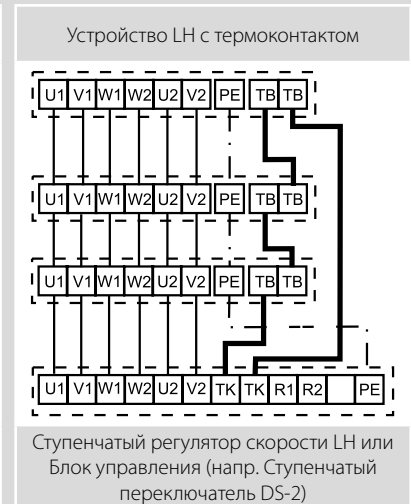 Устройство LH с термоконтактом
U1 V1 W1 W2 U2 V2 PE TB TB
U1 V1 W1 W2 U2 V2 PE TB TB
U1 V1 W1 W2 U2 V2 PE TB TB
U1 V1 W1 W2 U2 V2 TK TK R1 R2 PE
Ступенчатый регулятор скорости LH или
Блок управления (напр. Ступенчатый
переключатель DS-2)